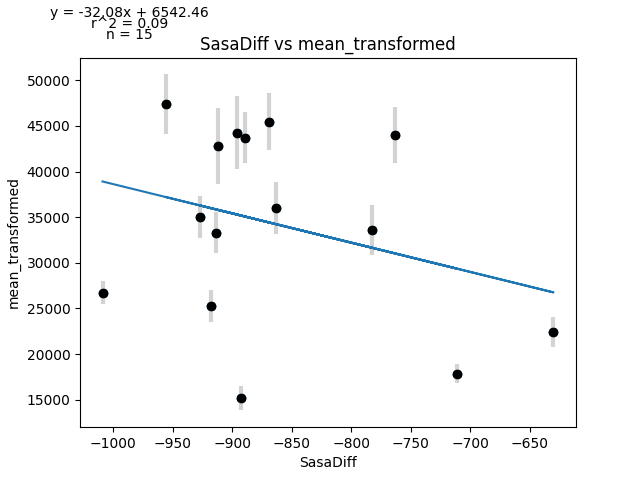 y = -32.08x + 6542.46
r^2 = 0.09
n = 15
SasaDiff vs mean_transformed
50000
45000
40000
35000
30000
25000
20000
15000
mean_transformed
−1000 −950 −900 −850 −800 −750 −700 −650
SasaDiff